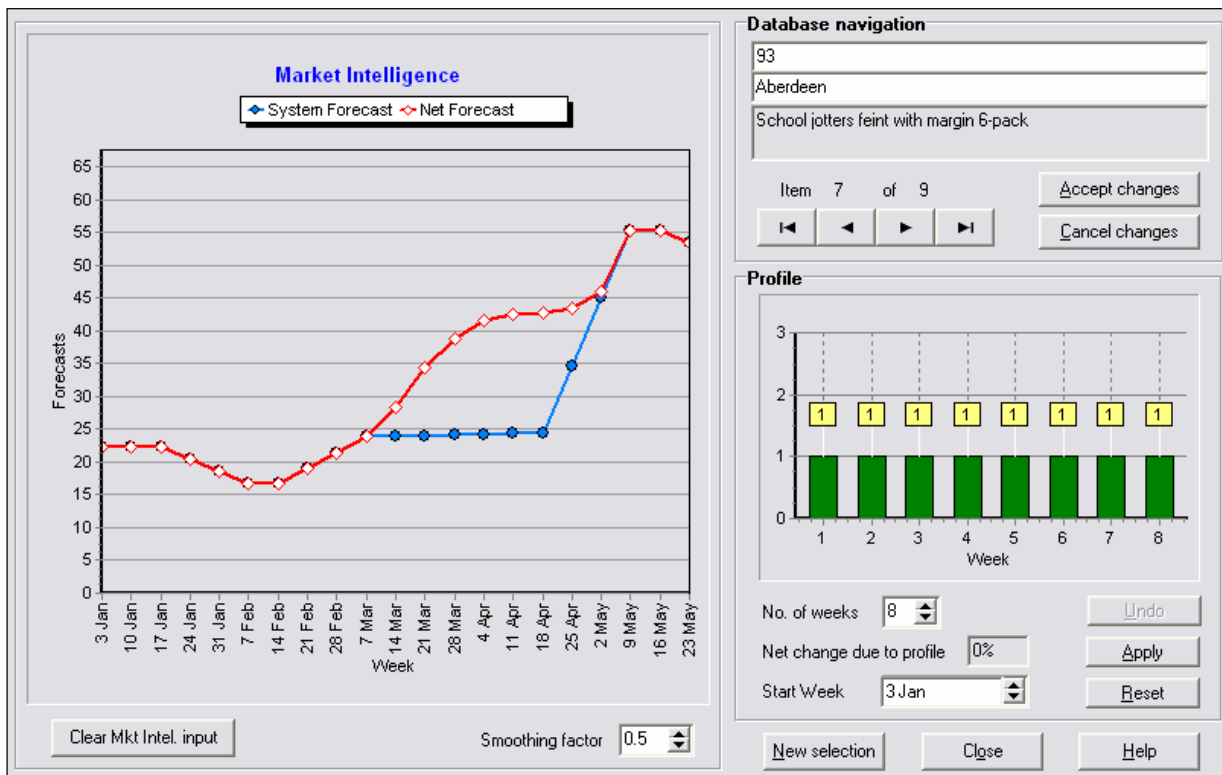 Market Intelligence
System Forecast Net Forecast
65
60
55
50
45
40
35
30
25
20
15
10
5
0
Forecasts
3 Jan
10 Jan
17 Jan
24 Jan
31 Jan
7 Feb
14 Feb
21 Feb
28 Feb
7 Mar
14 Mar
21 Mar
28 Mar
4 Apr
11 Apr
18 Apr
25 Apr
2 May
9 May
16 May
23 May
Week
Clear Mkt Intel. input
Smoothing factor 0.5
Database navigation
93
Aberdeen
School jotters feint with margin 6-pack
Item 7 of 9
Accept changes
Cancel changes
Profile
3
2
1
0
1 1 1 1 1 1 1 1
1 2 3 4 5 6 7 8
Week
No. of weeks 8
Undo
Net change due to profile 0%
Apply
Start Week 3 Jan
Reset
New selection
Close
Help